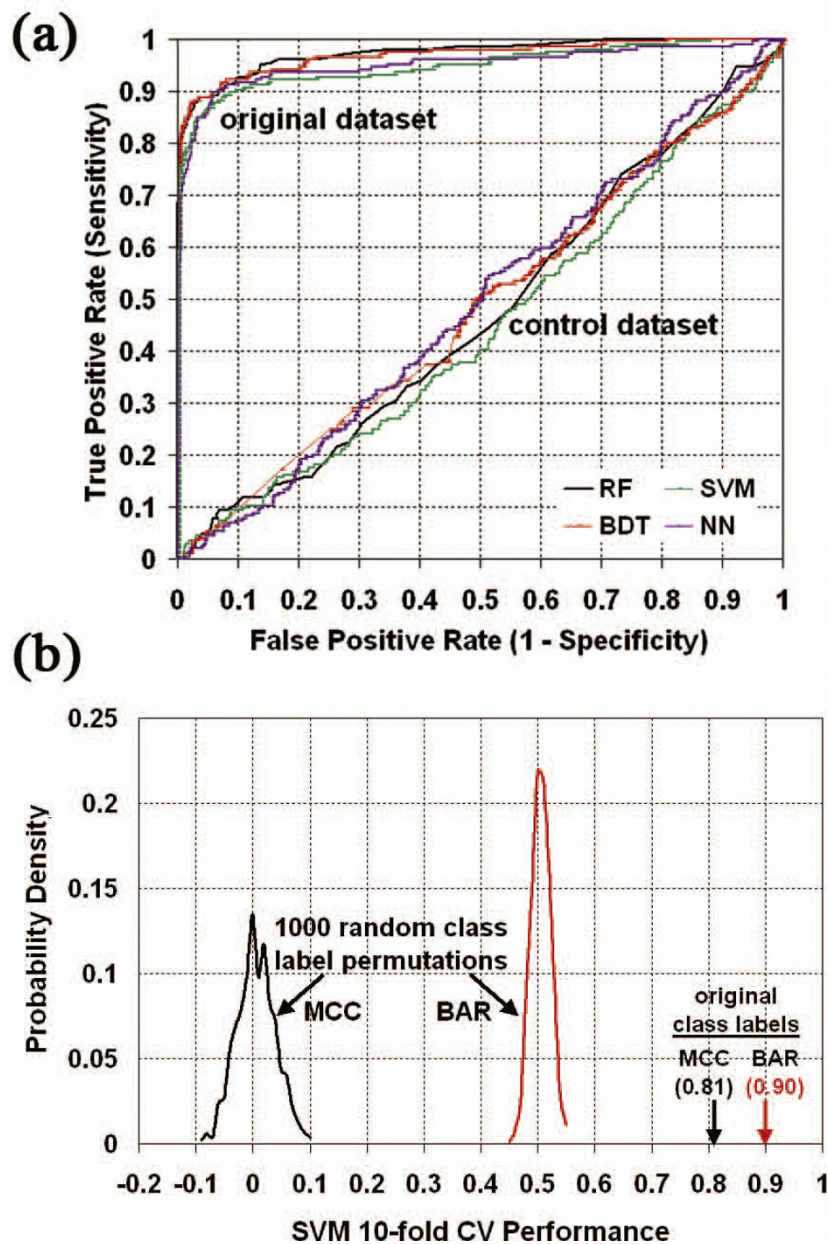 (a)
True Positive Rate (Sensitivity)
1
0.9
0.8
0.7
0.6
0.5
0.4
0.3
0.2
0.1
0
original dataset
control dataset
RF SVM
BDT NN
0 0.1 0.2 0.3 0.4 0.5 0.6 0.7 0.8 0.9 1
False Positive Rate (1 - Specificity)
(b)
Probability Density
0.25
0.2
0.15
0.1
0.05
0
1000 random class
label permutations
MCC BAR
original
class labels
MCC BAR
(0.81) (0.90)
-0.2 -0.1 0 0.1 0.2 0.3 0.4 0.5 0.6 0.7 0.8 0.9 1
SVM 10-fold CV Performance